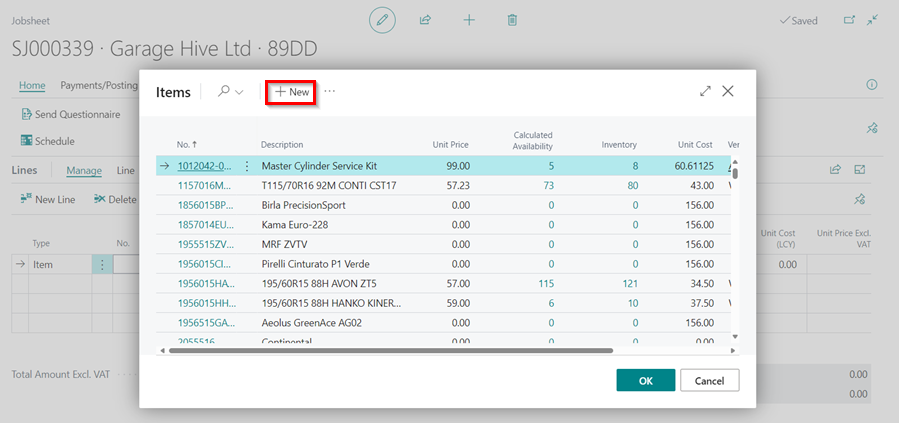 Jobsheet
Saved
SJ000339 · Garage Hive Ltd · 89DD
Home Payments/Posting
Send Questionnaire
Schedule
Lines Manage Line
New Line Delete
Type No. Unit Cost (LCY) Unit Price Excl. VAT
Item 0.00
Total Amount Excl. VAT 0.00
0.00
Items New ···
No. ↑ Description Unit Price Calculated Availability Inventory Unit Cost Ver
1012042-0... Master Cylinder Service Kit 99.00 5 8 60.61125
1157016M... T115/70R16 92M CONTI CST17 57.23 73 80 43.00
1856015BP... Birla PrecisionSport 0.00 0 0 156.00
1857014EU... Kama Euro-228 0.00 0 0 156.00
1955515ZV... MRF ZVTV 0.00 0 0 156.00
1956015CI... Pirelli Cinturato P1 Verde 0.00 0 0 156.00
1956015HA... 195/60R15 88H AVON ZT5 57.00 115 121 34.50
1956015HH... 195/60R15 88H HANKO KINER... 59.00 6 10 37.50
1956515GA... Aeolus GreenAce AG02 0.00 0 0 156.00
2055516... Continental 0.00 0 0 0.00
OK Cancel